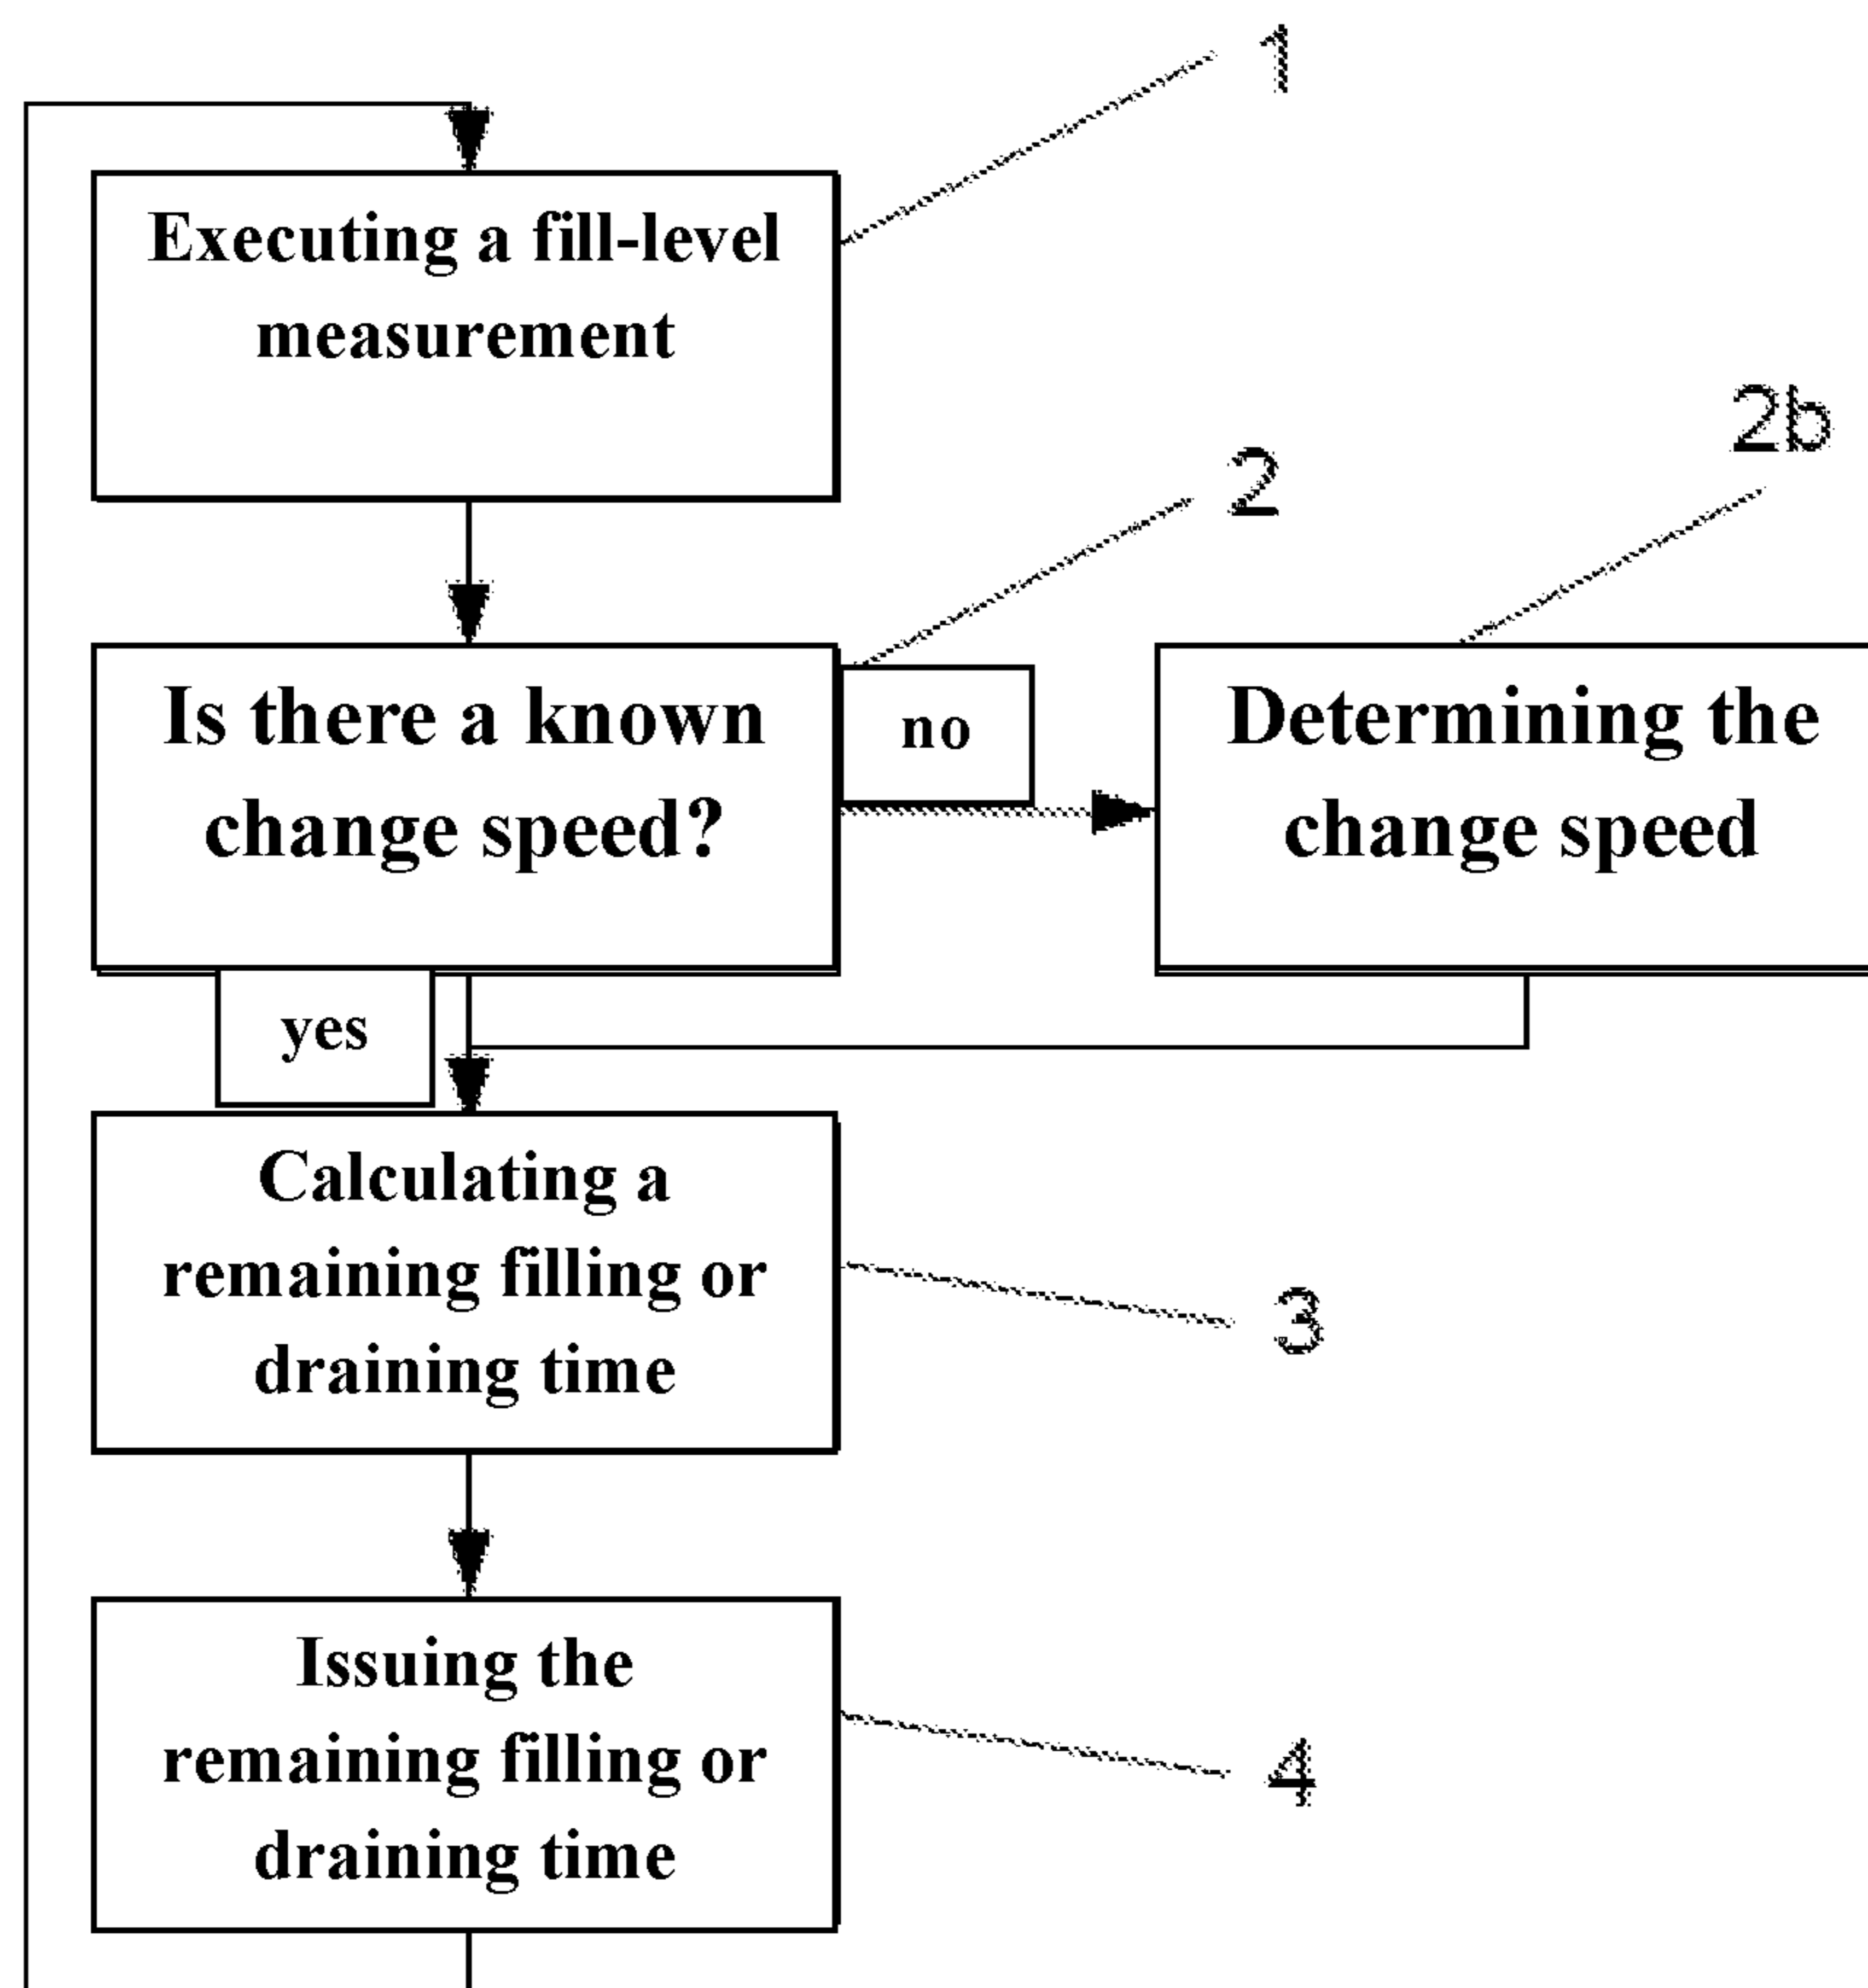 1
Executing a fill-level
measurement
2b
2
Is there a known
change speed?
no
Determining the
change speed
yes
Calculating a
remaining filling or
draining time
3
Issuing the
remaining filling or
draining time
4